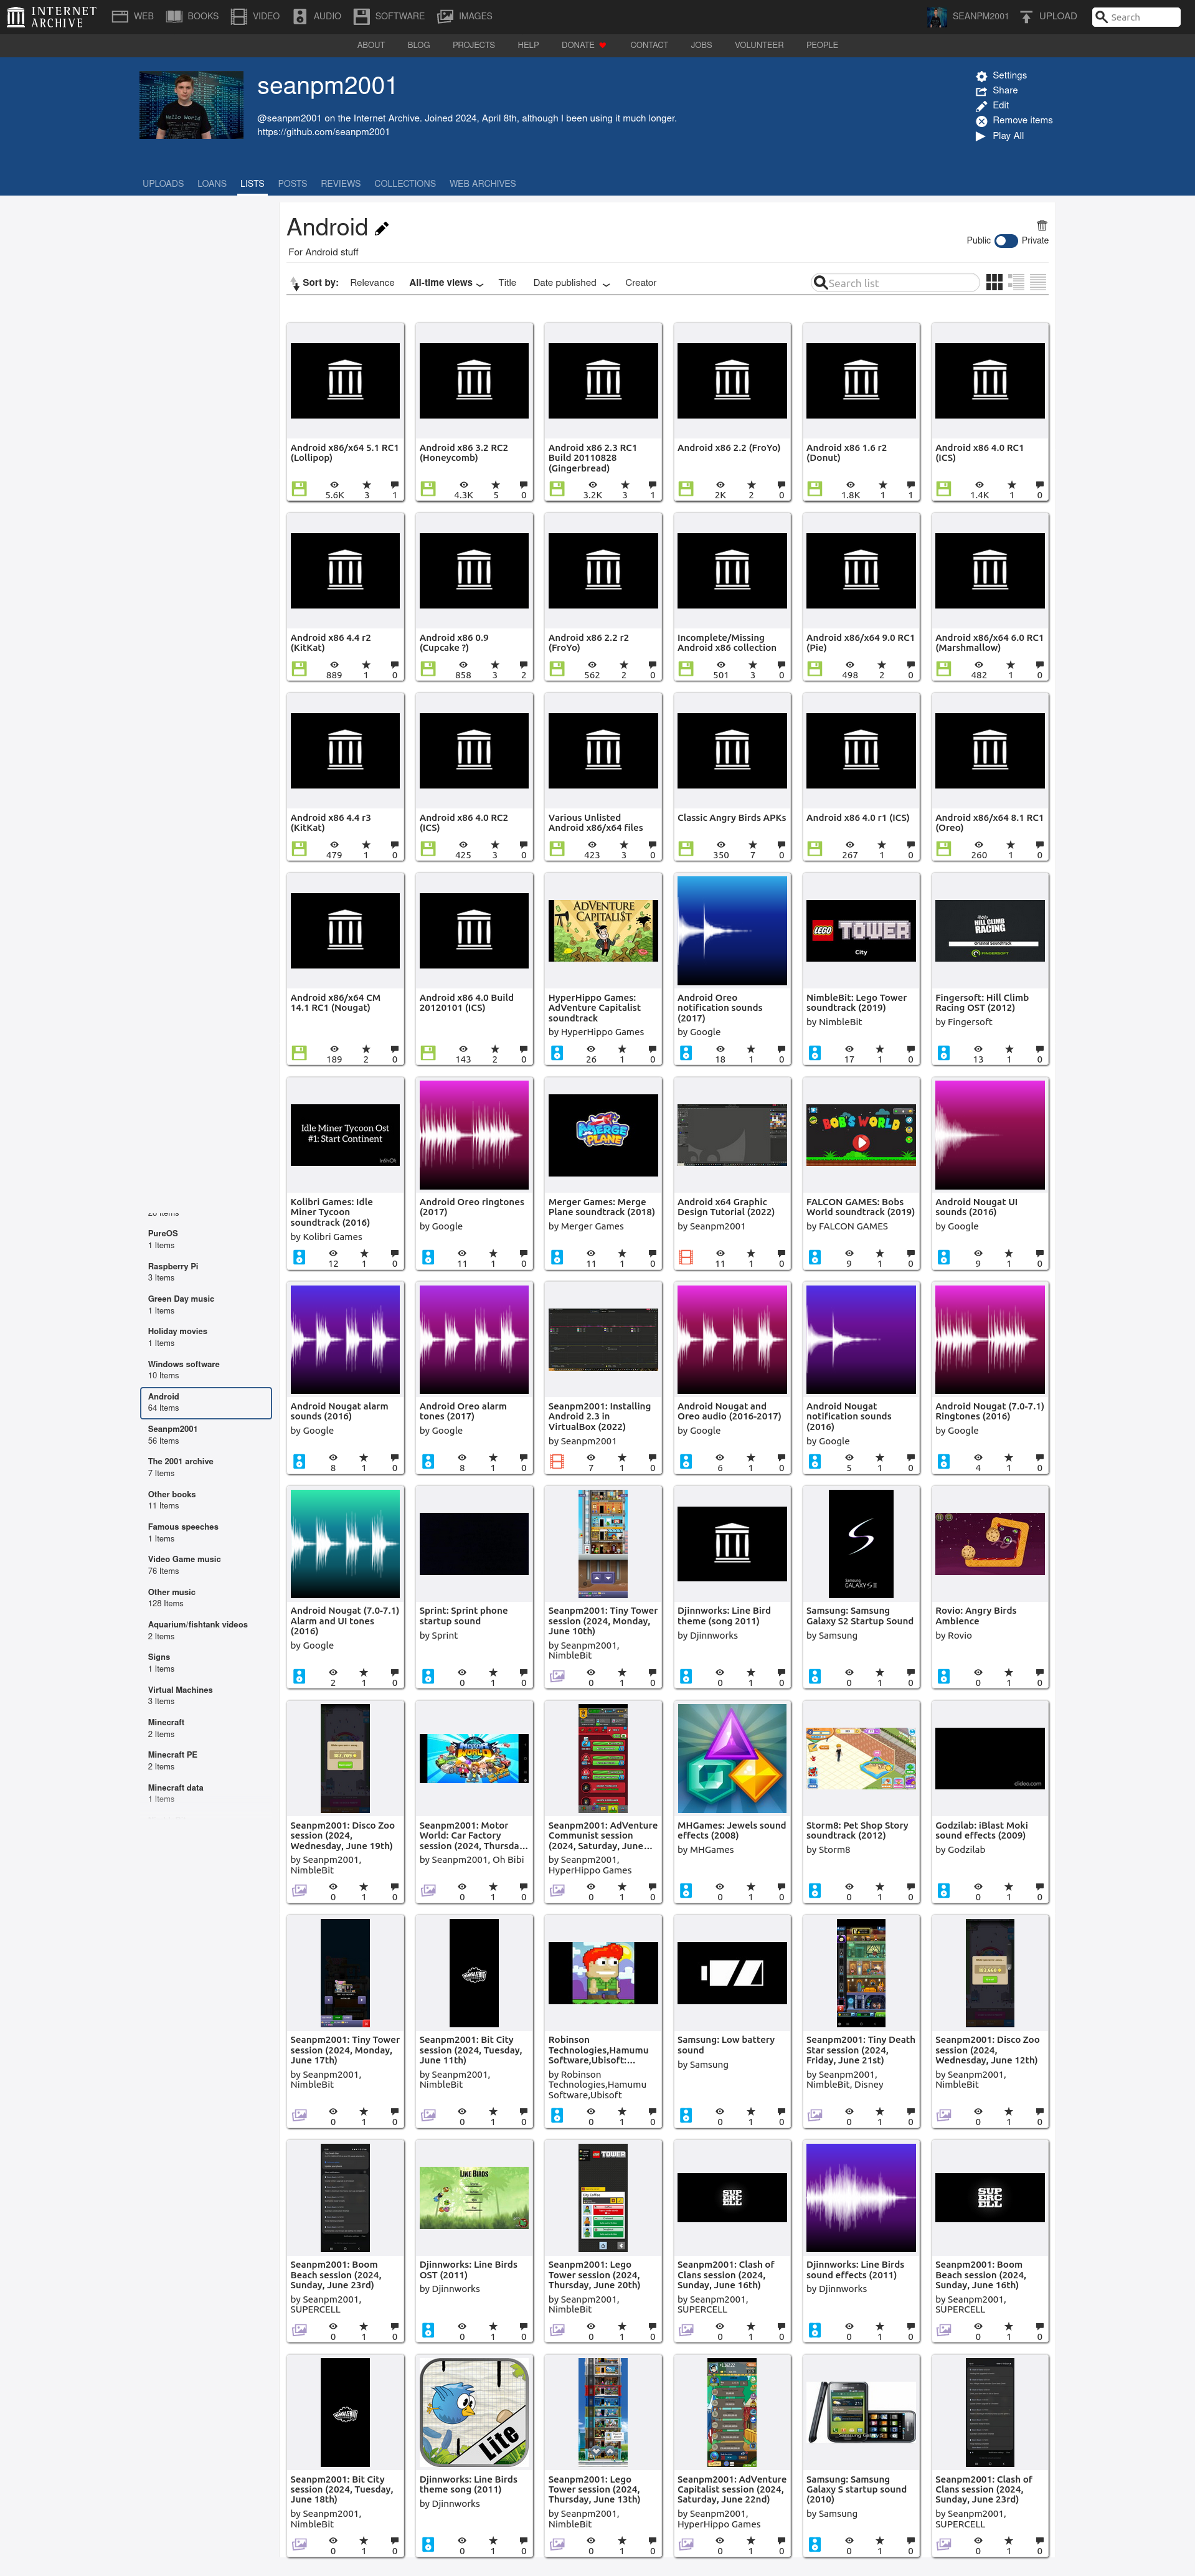 INTERNET
ARCHIVE
WEB
BOOKS
VIDEO
AUDIO
SOFTWARE
IMAGES
SEANPM2001
UPLOAD
Search
ABOUT
BLOG
PROJECTS
HELP
DONATE
CONTACT
JOBS
VOLUNTEER
PEOPLE
Hello World
seanpm2001
@seanpm2001 on the Internet Archive. Joined 2024, April 8th, although I been using it much longer.
https://github.com/seanpm2001
Settings
Share
Edit
Remove items
Play All
UPLOADS
LOANS
LISTS
POSTS
REVIEWS
COLLECTIONS
WEB ARCHIVES
Android
For Android stuff
Public
Private
Sort by:
Relevance
All-time views
Title
Date published
Creator
Search list
Android x86/x64 5.1 RC1
(Lollipop)
5.6K 3 1
Android x86 3.2 RC2
(Honeycomb)
4.3K 5 0
Android x86 2.3 RC1
Build 20110828
(Gingerbread)
3.2K 3 1
Android x86 2.2 (FroYo)
2K 2 0
Android x86 1.6 r2
(Donut)
1.8K 1 1
Android x86 4.0 RC1
(ICS)
1.4K 1 0
Android x86 4.4 r2
(KitKat)
889 1 0
Android x86 0.9
(Cupcake ?)
858 3 2
Android x86 2.2 r2
(FroYo)
562 2 0
Incomplete/Missing
Android x86 collection
501 3 0
Android x86/x64 9.0 RC1
(Pie)
498 2 0
Android x86/x64 6.0 RC1
(Marshmallow)
482 1 0
Android x86 4.4 r3
(KitKat)
479 1 0
Android x86 4.0 RC2
(ICS)
425 3 0
Various Unlisted
Android x86/x64 files
423 3 0
Classic Angry Birds APKs
350 7 0
Android x86 4.0 r1 (ICS)
267 1 0
Android x86/x64 8.1 RC1
(Oreo)
260 1 0
Android x86/x64 CM
14.1 RC1 (Nougat)
189 2 0
Android x86 4.0 Build
20120101 (ICS)
143 2 0
ADVENTURE
CAPITALI$T
HyperHippo Games:
AdVenture Capitalist
soundtrack
by HyperHippo Games
26 1 0
Android Oreo
notification sounds
(2017)
by Google
18 1 0
LEGO TOWER
City
NimbleBit: Lego Tower
soundtrack (2019)
by NimbleBit
17 1 0
HILL CLIMB
RACING
Original Soundtrack
FINGERSOFT
Fingersoft: Hill Climb
Racing OST (2012)
by Fingersoft
13 1 0
Idle Miner Tycoon Ost
#1: Start Continent
Kolibri Games: Idle
Miner Tycoon
soundtrack (2016)
by Kolibri Games
12 1 0
Android Oreo ringtones
(2017)
by Google
11 1 0
MERGE
PLANE
Merger Games: Merge
Plane soundtrack (2018)
by Merger Games
11 1 0
Android x64 Graphic
Design Tutorial (2022)
by Seanpm2001
11 1 0
BOB'S WORLD
FALCON GAMES: Bobs
World soundtrack (2019)
by FALCON GAMES
9 1 0
Android Nougat UI
sounds (2016)
by Google
9 1 0
PureOS
1 Items
Raspberry Pi
3 Items
Green Day music
1 Items
Holiday movies
1 Items
Windows software
10 Items
Android
64 Items
Seanpm2001
56 Items
The 2001 archive
7 Items
Other books
11 Items
Famous speeches
1 Items
Video Game music
76 Items
Other music
128 Items
Aquarium/fishtank videos
2 Items
Signs
1 Items
Virtual Machines
3 Items
Minecraft
2 Items
Minecraft PE
2 Items
Minecraft data
1 Items
Android Nougat alarm
sounds (2016)
by Google
8 1 0
Android Oreo alarm
tones (2017)
by Google
8 1 0
Seanpm2001: Installing
Android 2.3 in
VirtualBox (2022)
by Seanpm2001
7 1 0
Android Nougat and
Oreo audio (2016-2017)
by Google
6 1 0
Android Nougat
notification sounds
(2016)
by Google
5 1 0
Android Nougat (7.0-7.1)
Ringtones (2016)
by Google
4 1 0
Android Nougat (7.0-7.1)
Alarm and UI tones
(2016)
by Google
2 1 0
Sprint: Sprint phone
startup sound
by Sprint
0 1 0
Seanpm2001: Tiny Tower
session (2024, Monday,
June 10th)
by Seanpm2001,
NimbleBit
0 1 0
Djinnworks: Line Bird
theme (song 2011)
by Djinnworks
0 1 0
Samsung
GALAXY S II
Samsung: Samsung
Galaxy S2 Startup Sound
by Samsung
0 1 0
Rovio: Angry Birds
Ambience
by Rovio
0 1 0
Seanpm2001: Disco Zoo
session (2024,
Wednesday, June 19th)
by Seanpm2001,
NimbleBit
0 1 0
MOTOR
WORLD
Seanpm2001: Motor
World: Car Factory
session (2024, Thursda...
by Seanpm2001, Oh Bibi
0 1 0
Seanpm2001: AdVenture
Communist session
(2024, Saturday, June...
by Seanpm2001,
HyperHippo Games
0 1 0
MHGames: Jewels sound
effects (2008)
by MHGames
0 1 0
Storm8: Pet Shop Story
soundtrack (2012)
by Storm8
0 1 0
clideo.com
Godzilab: iBlast Moki
sound effects (2009)
by Godzilab
0 1 0
Seanpm2001: Tiny Tower
session (2024, Monday,
June 17th)
by Seanpm2001,
NimbleBit
0 1 0
Seanpm2001: Bit City
session (2024, Tuesday,
June 11th)
by Seanpm2001,
NimbleBit
0 1 0
Robinson
Technologies,Hamumu
Software,Ubisoft:...
by Robinson
Technologies,Hamumu
Software,Ubisoft
0 1 0
Samsung: Low battery
sound
by Samsung
0 1 0
Seanpm2001: Tiny Death
Star session (2024,
Friday, June 21st)
by Seanpm2001,
NimbleBit, Disney
0 1 0
Seanpm2001: Disco Zoo
session (2024,
Wednesday, June 12th)
by Seanpm2001,
NimbleBit
0 1 0
Seanpm2001: Boom
Beach session (2024,
Sunday, June 23rd)
by Seanpm2001,
SUPERCELL
0 1 0
LINE BIRDS
Djinnworks: Line Birds
OST (2011)
by Djinnworks
0 1 0
LEGO TOWER
Seanpm2001: Lego
Tower session (2024,
Thursday, June 20th)
by Seanpm2001,
NimbleBit
0 1 0
SUPERCELL
Seanpm2001: Clash of
Clans session (2024,
Sunday, June 16th)
by Seanpm2001,
SUPERCELL
0 1 0
Djinnworks: Line Birds
sound effects (2011)
by Djinnworks
0 1 0
SUPERCELL
Seanpm2001: Boom
Beach session (2024,
Sunday, June 16th)
by Seanpm2001,
SUPERCELL
0 1 0
Seanpm2001: Bit City
session (2024, Tuesday,
June 18th)
by Seanpm2001,
NimbleBit
0 1 0
Lite
Djinnworks: Line Birds
theme song (2011)
by Djinnworks
0 1 0
Seanpm2001: Lego
Tower session (2024,
Thursday, June 13th)
by Seanpm2001,
NimbleBit
0 1 0
Seanpm2001: AdVenture
Capitalist session (2024,
Saturday, June 22nd)
by Seanpm2001,
HyperHippo Games
0 1 0
Samsung: Samsung
Galaxy S startup sound
(2010)
by Samsung
0 1 0
Seanpm2001: Clash of
Clans session (2024,
Sunday, June 23rd)
by Seanpm2001,
SUPERCELL
0 1 0